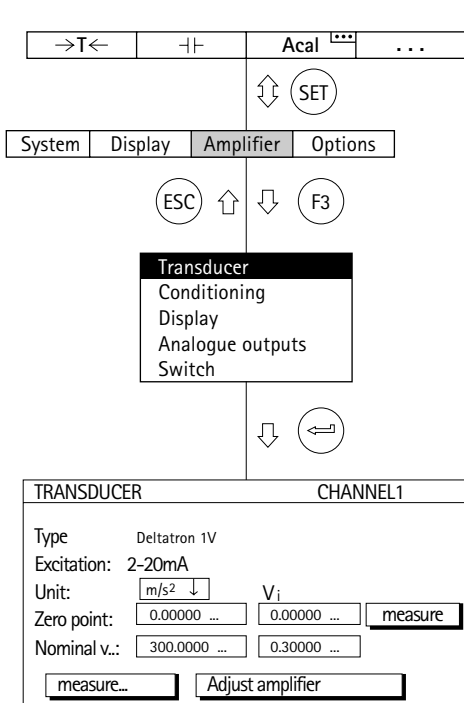 →T← ⊣⊢ Acal ...
SET
System Display Amplifier Options
ESC F3
Transducer
Conditioning
Display
Analogue outputs
Switch
TRANSDUCER CHANNEL1
Type Deltatron 1V
Excitation: 2-20mA
Unit: m/s² ↓ Vi
Zero point: 0.00000 ... 0.00000 ... measure
Nominal v..: 300.0000 ... 0.30000 ...
measure... Adjust amplifier